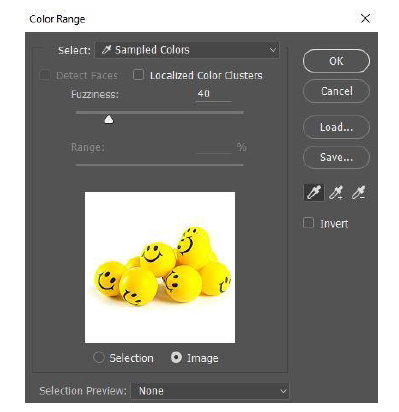 Color Range
Select: Sampled Colors
Detect Faces Localized Color Clusters
Fuzziness: 40
Range: %
Selection Image
Selection Preview: None
OK
Cancel
Load...
Save...
Invert